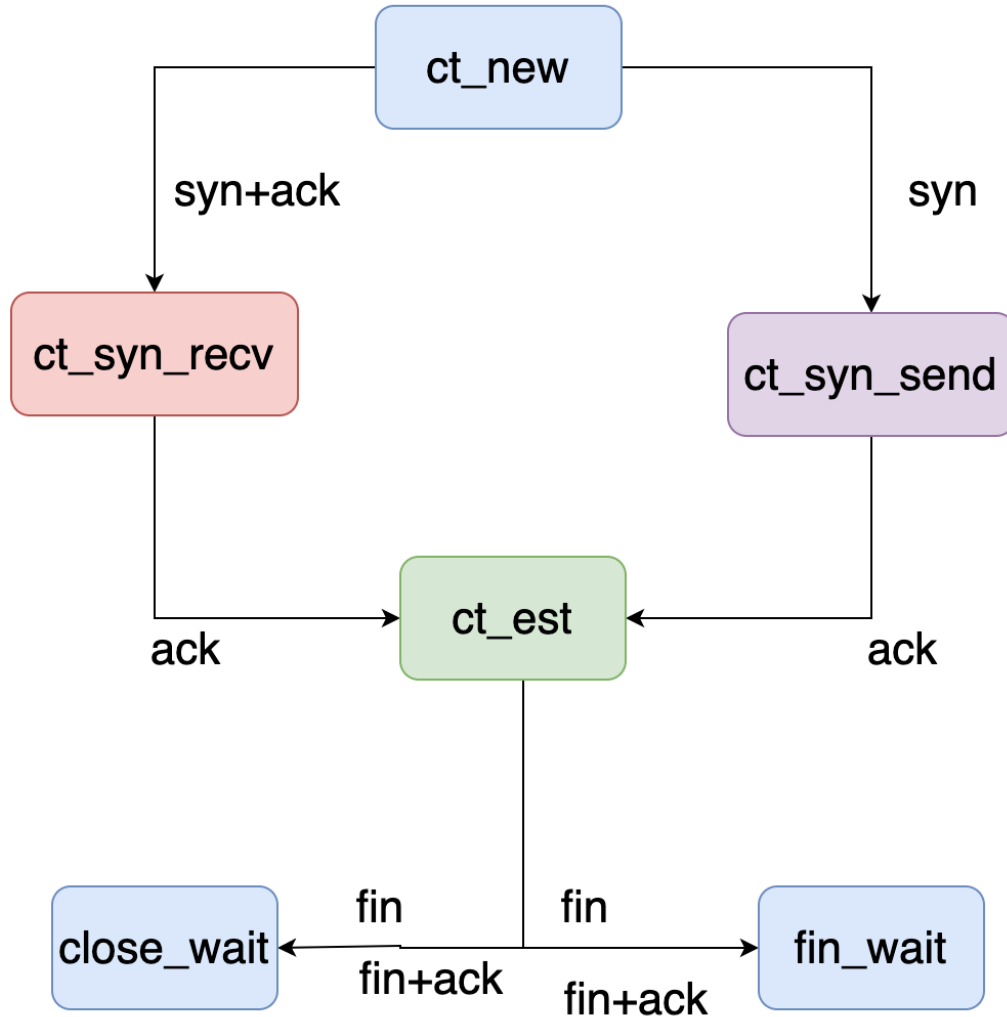 ct_new
syn+ack
syn
ct_syn_recv
ct_syn_send
ct_est
ack
ack
fin
fin
close_wait
fin_wait
fin+ack
fin+ack